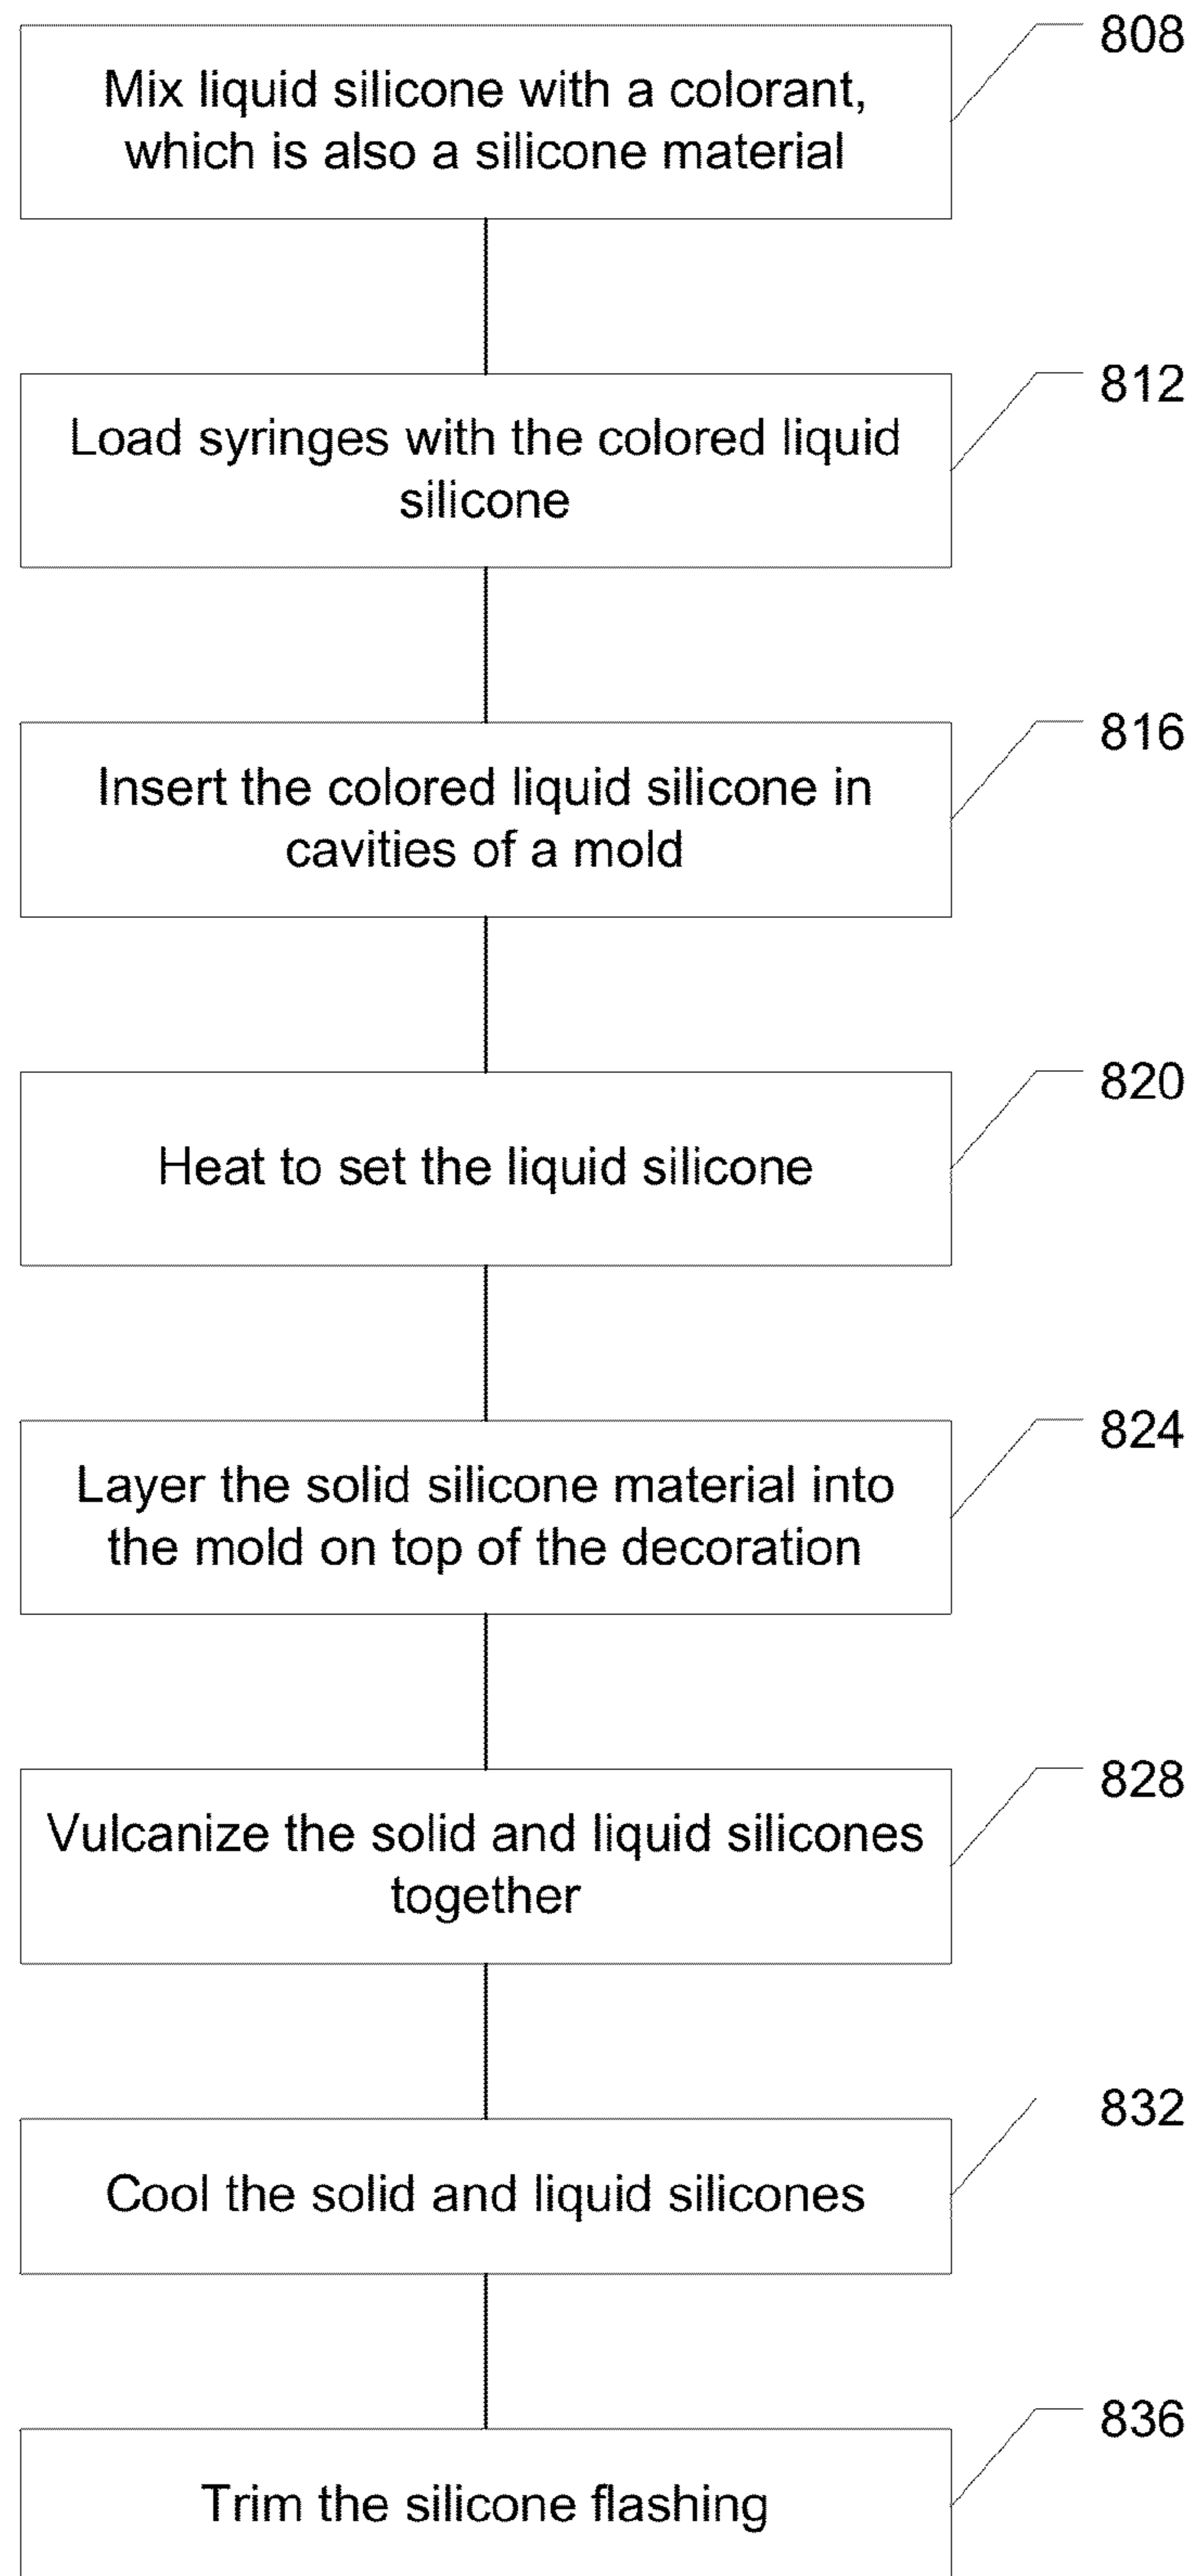 808
Mix liquid silicone with a colorant,
which is also a silicone material
812
Load syringes with the colored liquid
silicone
816
Insert the colored liquid silicone in
cavities of a mold
820
Heat to set the liquid silicone
824
Layer the solid silicone material into
the mold on top of the decoration
828
Vulcanize the solid and liquid silicones
together
832
Cool the solid and liquid silicones
836
Trim the silicone flashing